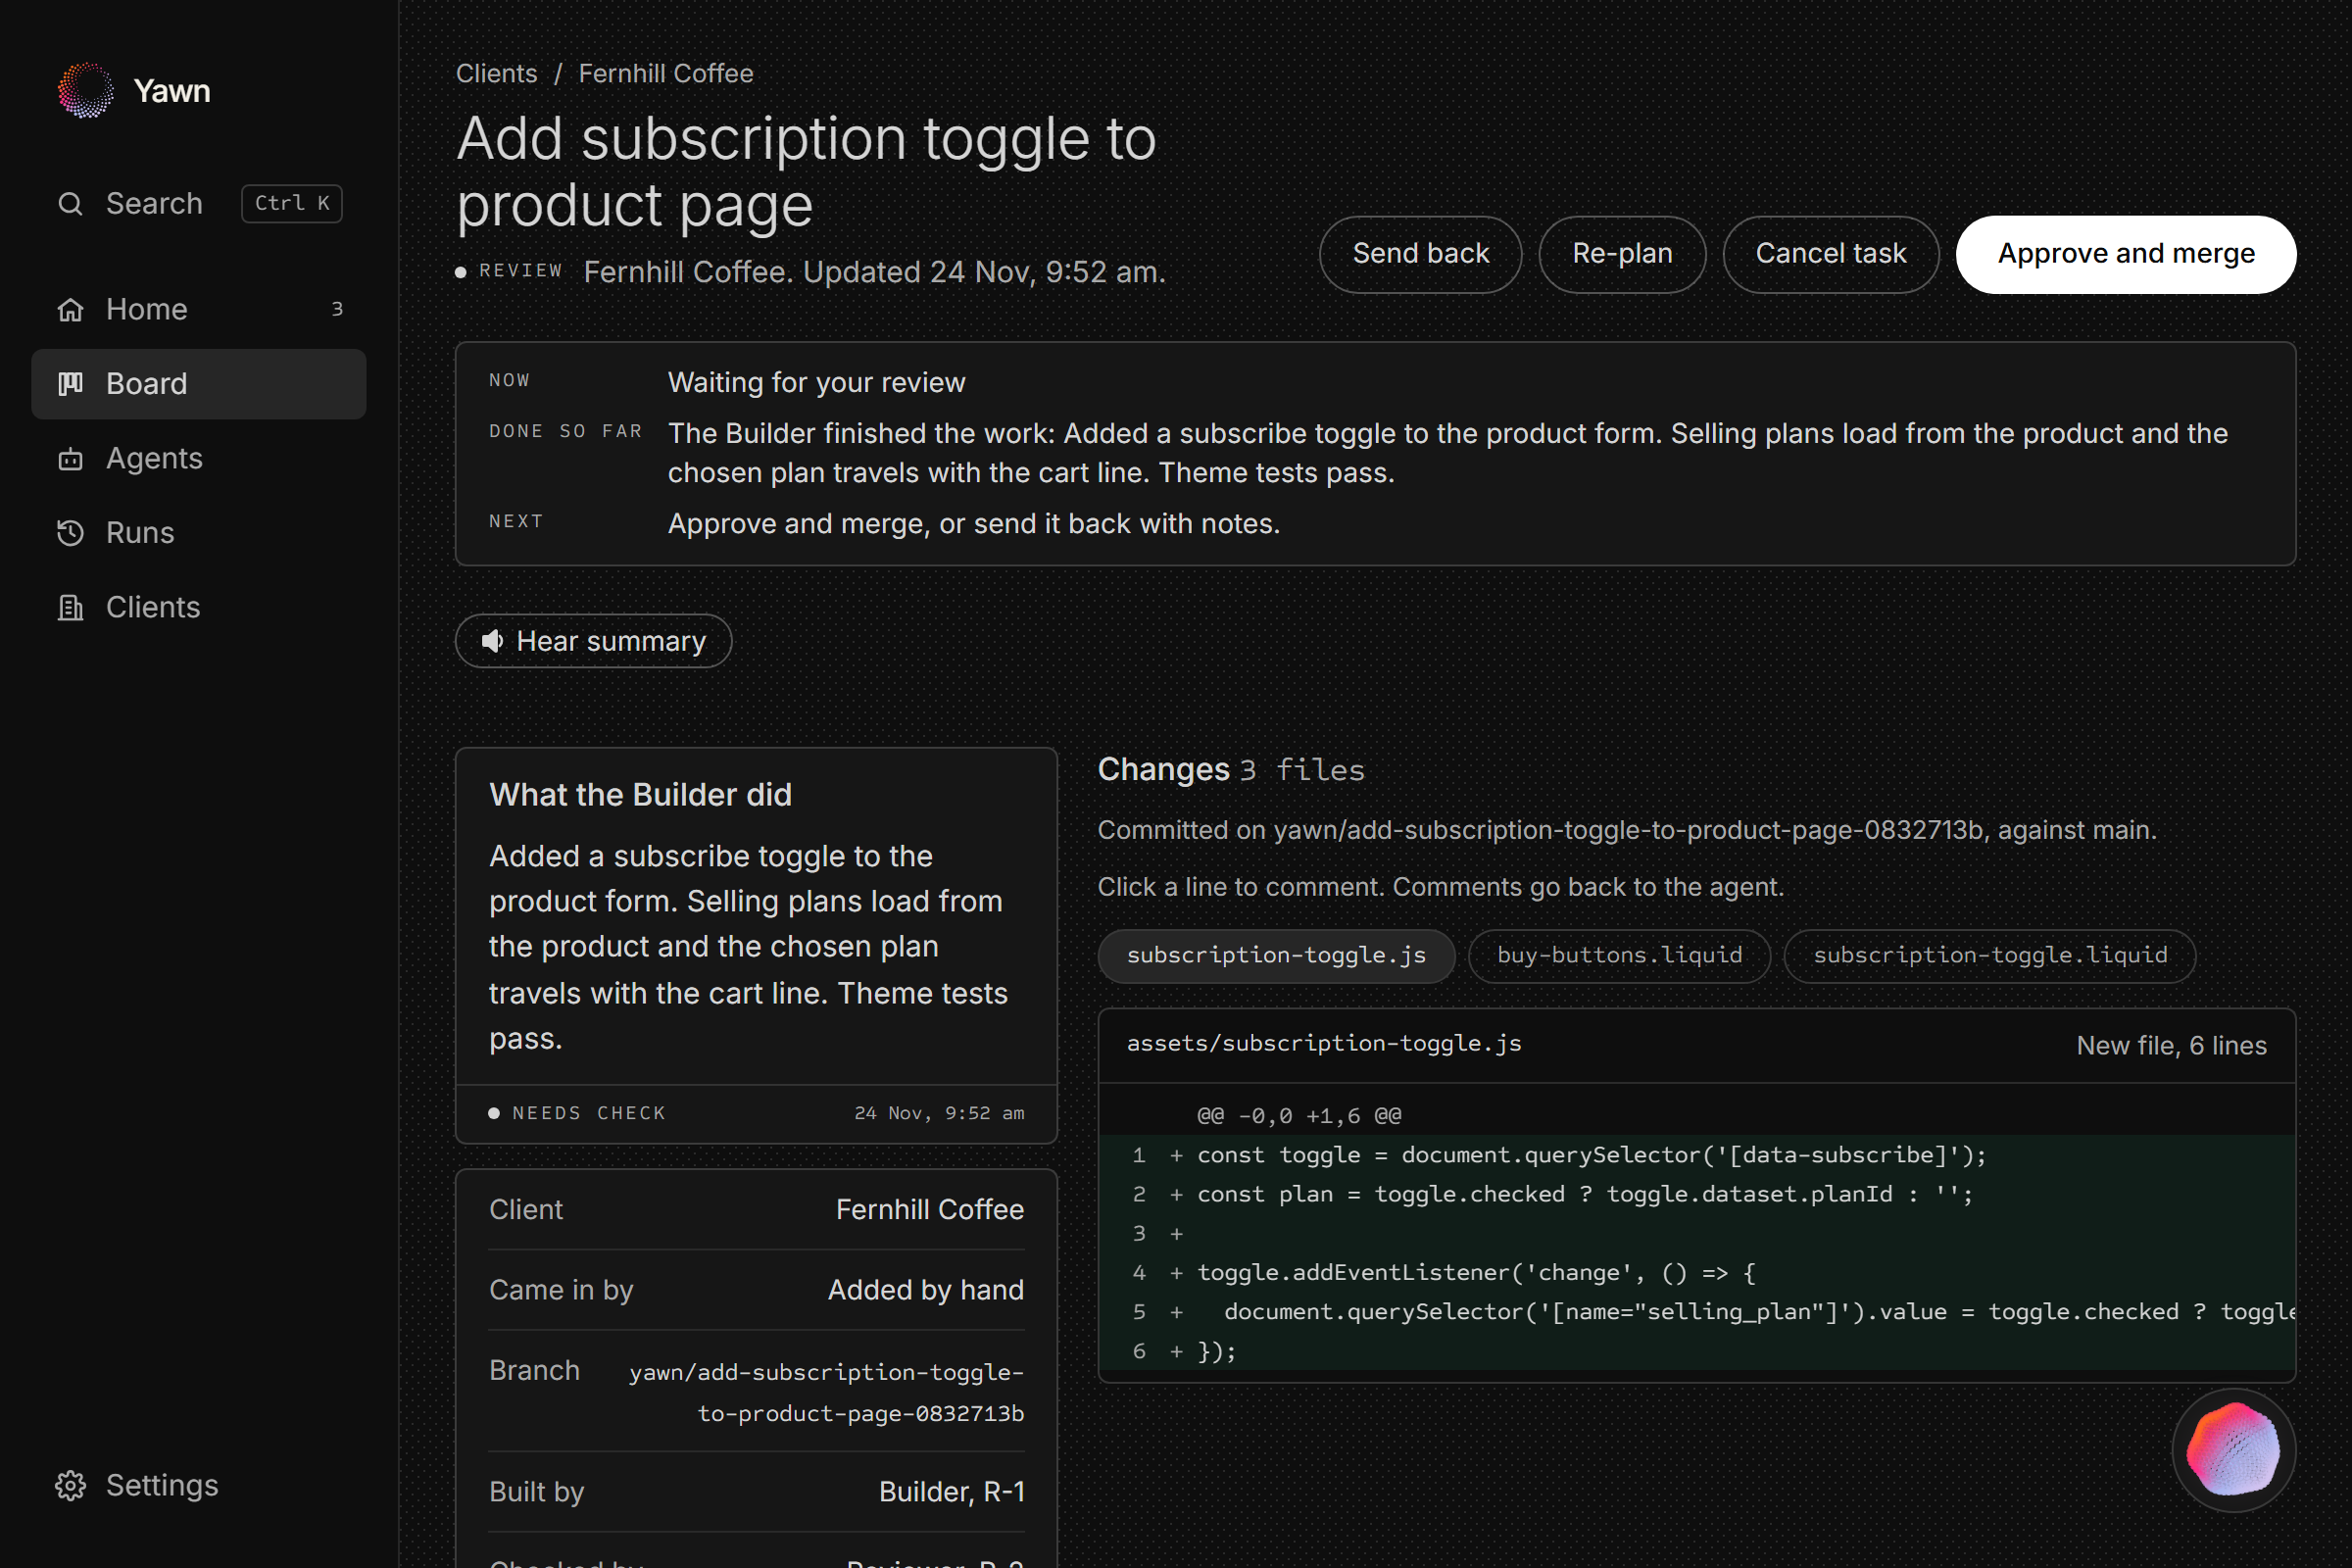 Yawn
Search Ctrl K
Home 3
Board
Agents
Runs
Clients
Settings
Clients / Fernhill Coffee
Add subscription toggle to
product page
REVIEW Fernhill Coffee. Updated 24 Nov, 9:52 am.
Send back
Re-plan
Cancel task
Approve and merge
NOW Waiting for your review
DONE SO FAR The Builder finished the work: Added a subscribe toggle to the product form. Selling plans load from the product and the
chosen plan travels with the cart line. Theme tests pass.
NEXT Approve and merge, or send it back with notes.
Hear summary
What the Builder did
Added a subscribe toggle to the
product form. Selling plans load from
the product and the chosen plan
travels with the cart line. Theme tests
pass.
NEEDS CHECK 24 Nov, 9:52 am
Client Fernhill Coffee
Came in by Added by hand
Branch yawn/add-subscription-toggle-
to-product-page-0832713b
Built by Builder, R-1
Checked by Reviewer, R-2
Changes 3 files
Committed on yawn/add-subscription-toggle-to-product-page-0832713b, against main.
Click a line to comment. Comments go back to the agent.
subscription-toggle.js
buy-buttons.liquid
subscription-toggle.liquid
assets/subscription-toggle.js New file, 6 lines
@@ -0,0 +1,6 @@
1 + const toggle = document.querySelector('[data-subscribe]');
2 + const plan = toggle.checked ? toggle.dataset.planId : '';
3 +
4 + toggle.addEventListener('change', () => {
5 + document.querySelector('[name="selling_plan"]').value = toggle.checked ? toggle
6 + });